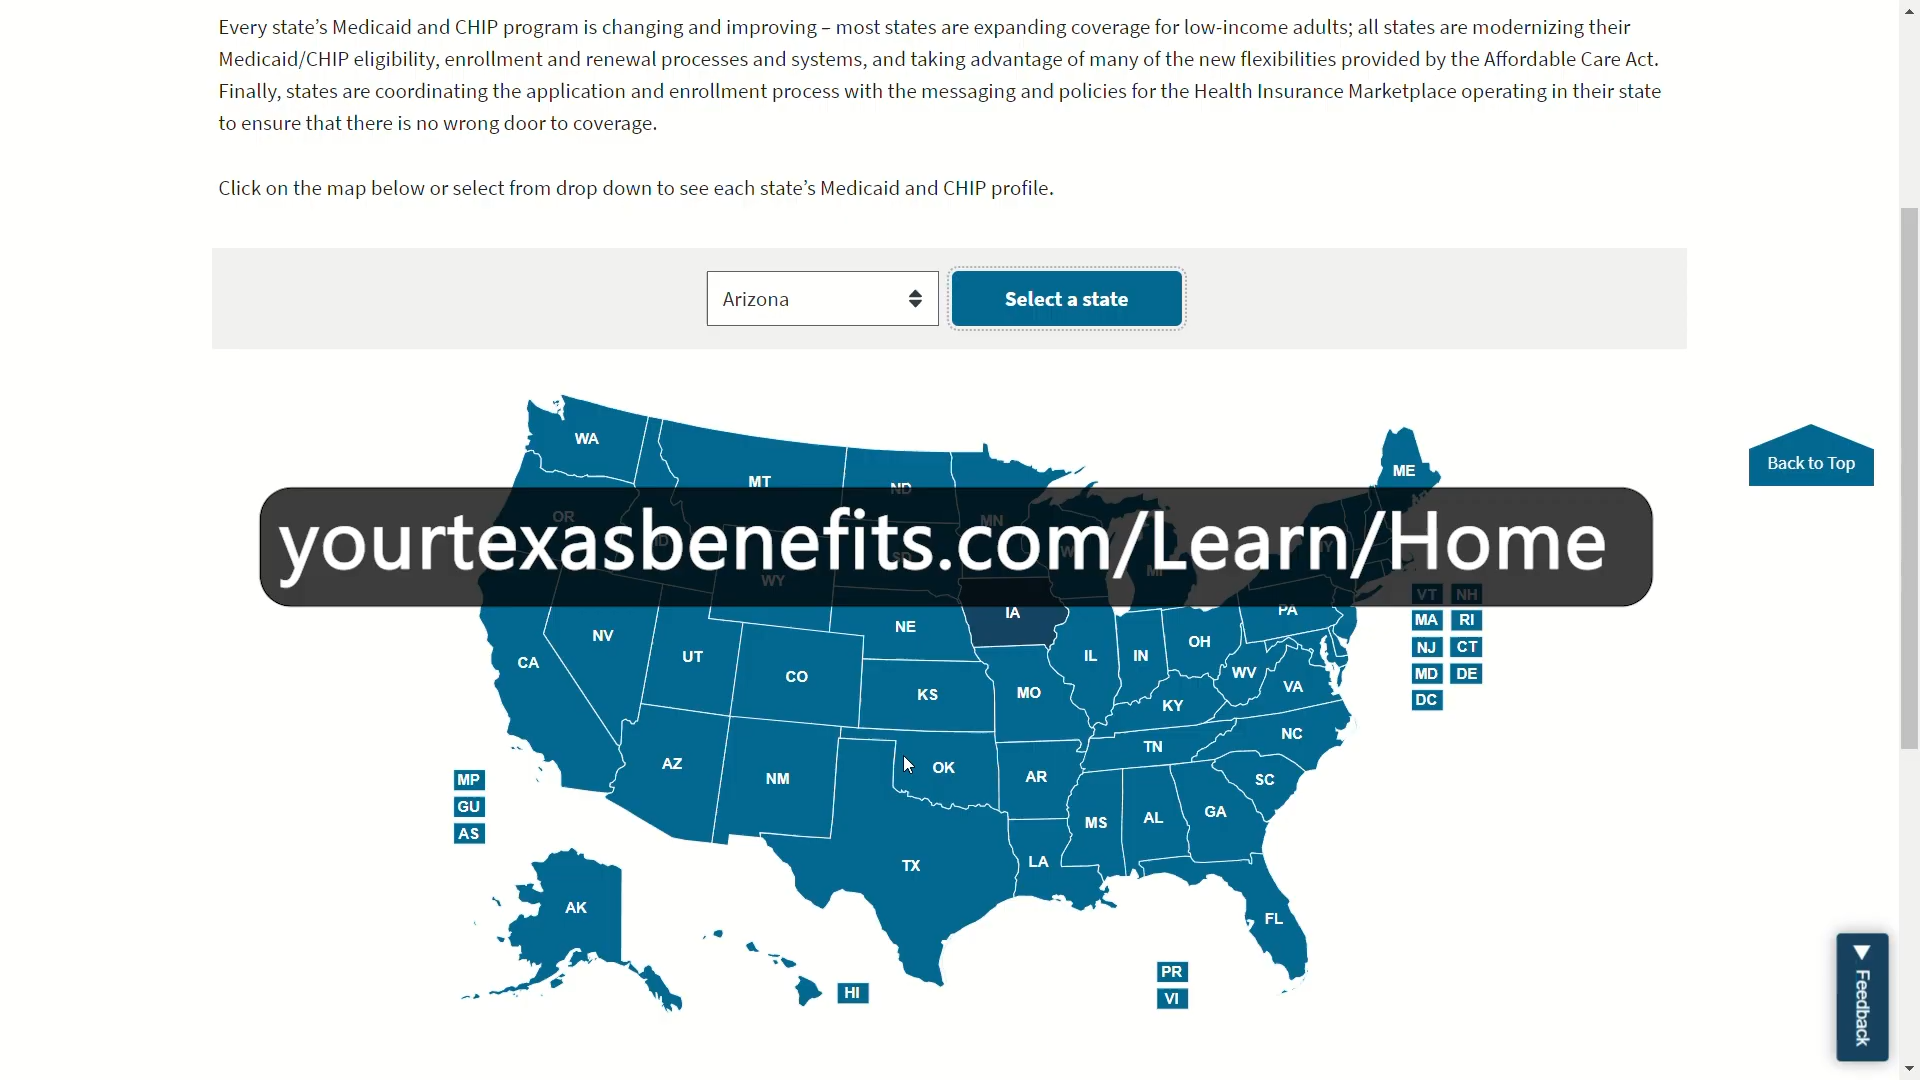 Every state’s Medicaid and CHIP program is changing and improving – most states are expanding coverage for low-income adults; all states are modernizing their
Medicaid/CHIP eligibility, enrollment and renewal processes and systems, and taking advantage of many of the new flexibilities provided by the Affordable Care Act.
Finally, states are coordinating the application and enrollment process with the messaging and policies for the Health Insurance Marketplace operating in their state
to ensure that there is no wrong door to coverage.
Click on the map below or select from drop down to see each state’s Medicaid and CHIP profile.
Arizona
Select a state
WA
ME
Back to Top
MT
ND
OR
MN
yourtexasbenefits.com/Learn/Home
SD
MI
WY
VT NH
IA
PA
MA RI
NE
NV
OH
NJ CT
UT
IL
IN
CA
CO
WV
MD DE
KS
MO
VA
DC
KY
NC
TN
AZ
OK
NM
AR
SC
MP
GU
AS
MS
AL
GA
LA
TX
AK
FL
PR
HI
VI
Feedback